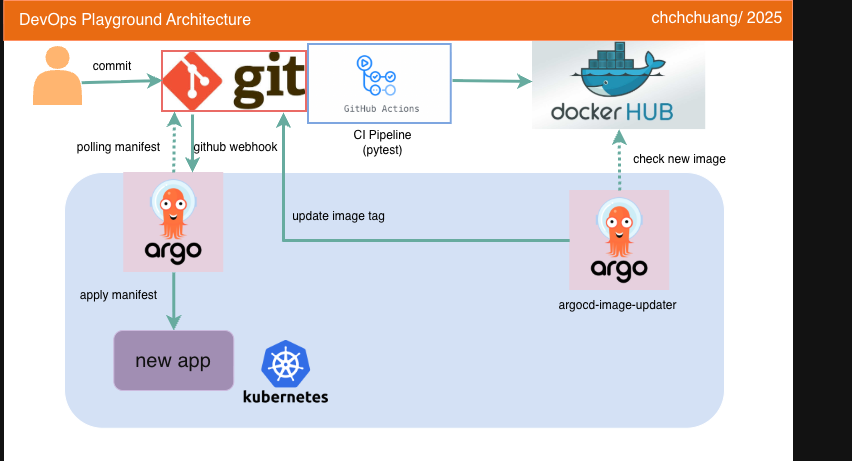 DevOps Playground Architecture
chchchuang/ 2025
commit
git
GitHub Actions
docker HUB
CI Pipeline
(pytest)
polling manifest
github webhook
check new image
argo
update image tag
argo
argocd-image-updater
apply manifest
new app
kubernetes